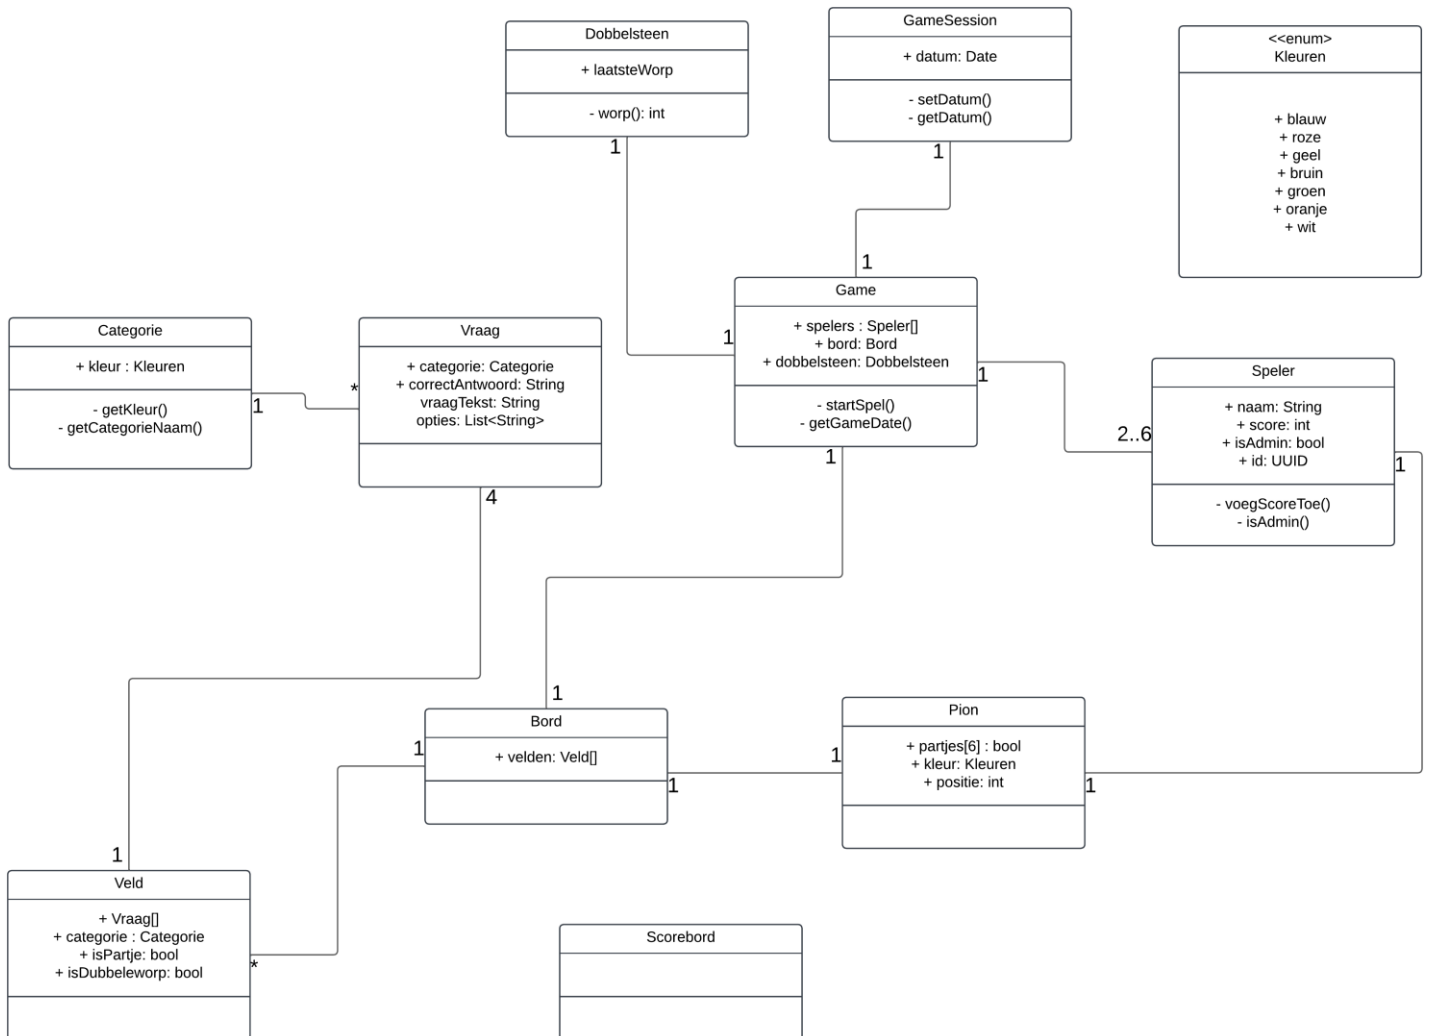 Dobbelsteen
+ laatsteWorp
- worp(): int
1
GameSession
+ datum: Date
- setDatum()
- getDatum()
1
<<enum>
Kleuren
+ blauw
+ roze
+ geel
+ bruin
+ groen
+ oranje
+ wit
1
Game
+ spelers : Speler[]
+ bord: Bord
+ dobbelsteen: Dobbelsteen
- startSpel()
- getGameDate()
1
1
1
Categorie
+ kleur : Kleuren
- getKleur()
- getCategorieNaam()
1
*
Vraag
+ categorie: Categorie
+ correctAntwoord: String
vraagTekst: String
opties: List<String>
4
Speler
+ naam: String
+ score: int
+ isAdmin: bool
+ id: UUID
- voegScoreToe()
- isAdmin()
2..6
1
1
Bord
+ velden: Veld[]
1
1
1
Pion
+ partjes[6] : bool
+ kleur: Kleuren
+ positie: int
1
1
Veld
+ Vraag[]
+ categorie : Categorie
+ isPartje: bool
+ isDubbeleworp: bool
*
Scorebord